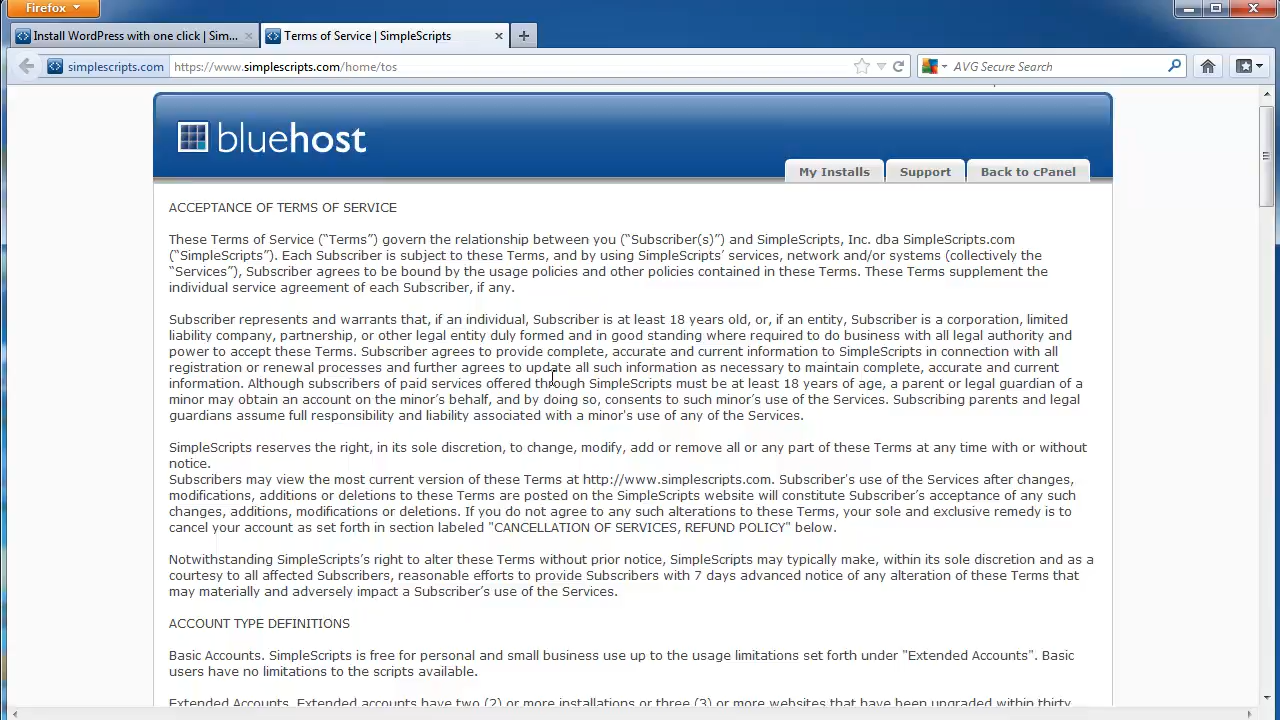 Firefox
Install WordPress with one click | Sim...
Terms of Service | SimpleScripts
simplescripts.com
https://www.simplescripts.com/home/tos
AVG Secure Search
bluehost
My Installs
Support
Back to cPanel
ACCEPTANCE OF TERMS OF SERVICE
These Terms of Service (“Terms”) govern the relationship between you (“Subscriber(s)”) and SimpleScripts, Inc. dba SimpleScripts.com
(“SimpleScripts”). Each Subscriber is subject to these Terms, and by using SimpleScripts’ services, network and/or systems (collectively the
“Services”), Subscriber agrees to be bound by the usage policies and other policies contained in these Terms. These Terms supplement the
individual service agreement of each Subscriber, if any.
Subscriber represents and warrants that, if an individual, Subscriber is at least 18 years old, or, if an entity, Subscriber is a corporation, limited
liability company, partnership, or other legal entity duly formed and in good standing where required to do business with all legal authority and
power to accept these Terms. Subscriber agrees to provide complete, accurate and current information to SimpleScripts in connection with all
registration or renewal processes and further agrees to update all such information as necessary to maintain complete, accurate and current
information. Although subscribers of paid services offered through SimpleScripts must be at least 18 years of age, a parent or legal guardian of a
minor may obtain an account on the minor’s behalf, and by doing so, consents to such minor’s use of the Services. Subscribing parents and legal
guardians assume full responsibility and liability associated with a minor's use of any of the Services.
SimpleScripts reserves the right, in its sole discretion, to change, modify, add or remove all or any part of these Terms at any time with or without
notice.
Subscribers may view the most current version of these Terms at http://www.simplescripts.com. Subscriber's use of the Services after changes,
modifications, additions or deletions to these Terms are posted on the SimpleScripts website will constitute Subscriber’s acceptance of any such
changes, additions, modifications or deletions. If you do not agree to any such alterations to these Terms, your sole and exclusive remedy is to
cancel your account as set forth in section labeled "CANCELLATION OF SERVICES, REFUND POLICY" below.
Notwithstanding SimpleScripts’s right to alter these Terms without prior notice, SimpleScripts may typically make, within its sole discretion and as a
courtesy to all affected Subscribers, reasonable efforts to provide Subscribers with 7 days advanced notice of any alteration of these Terms that
may materially and adversely impact a Subscriber’s use of the Services.
ACCOUNT TYPE DEFINITIONS
Basic Accounts. SimpleScripts is free for personal and small business use up to the usage limitations set forth under "Extended Accounts". Basic
users have no limitations to the scripts available.
Extended Accounts. Extended accounts have two (2) or more installations or three (3) or more websites that have been upgraded within thirty